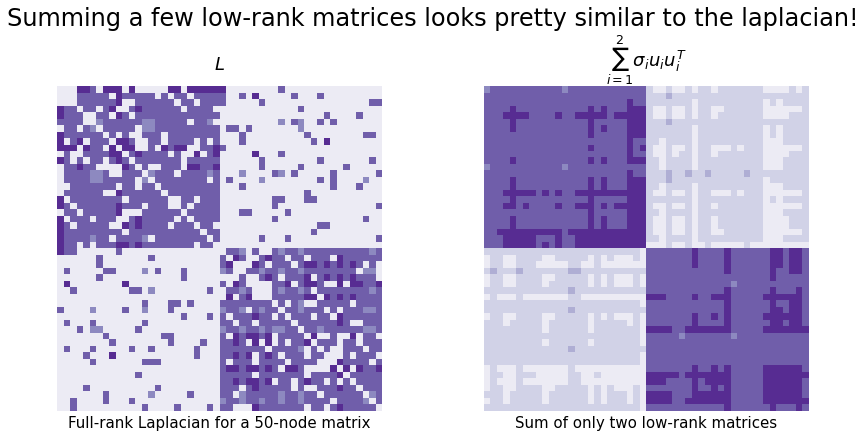 Summing a few low-rank matrices looks pretty similar to the laplacian!
L
2
∑ σᵢuᵢuᵢᵀ
i = 1
Full-rank Laplacian for a 50-node matrix
Sum of only two low-rank matrices